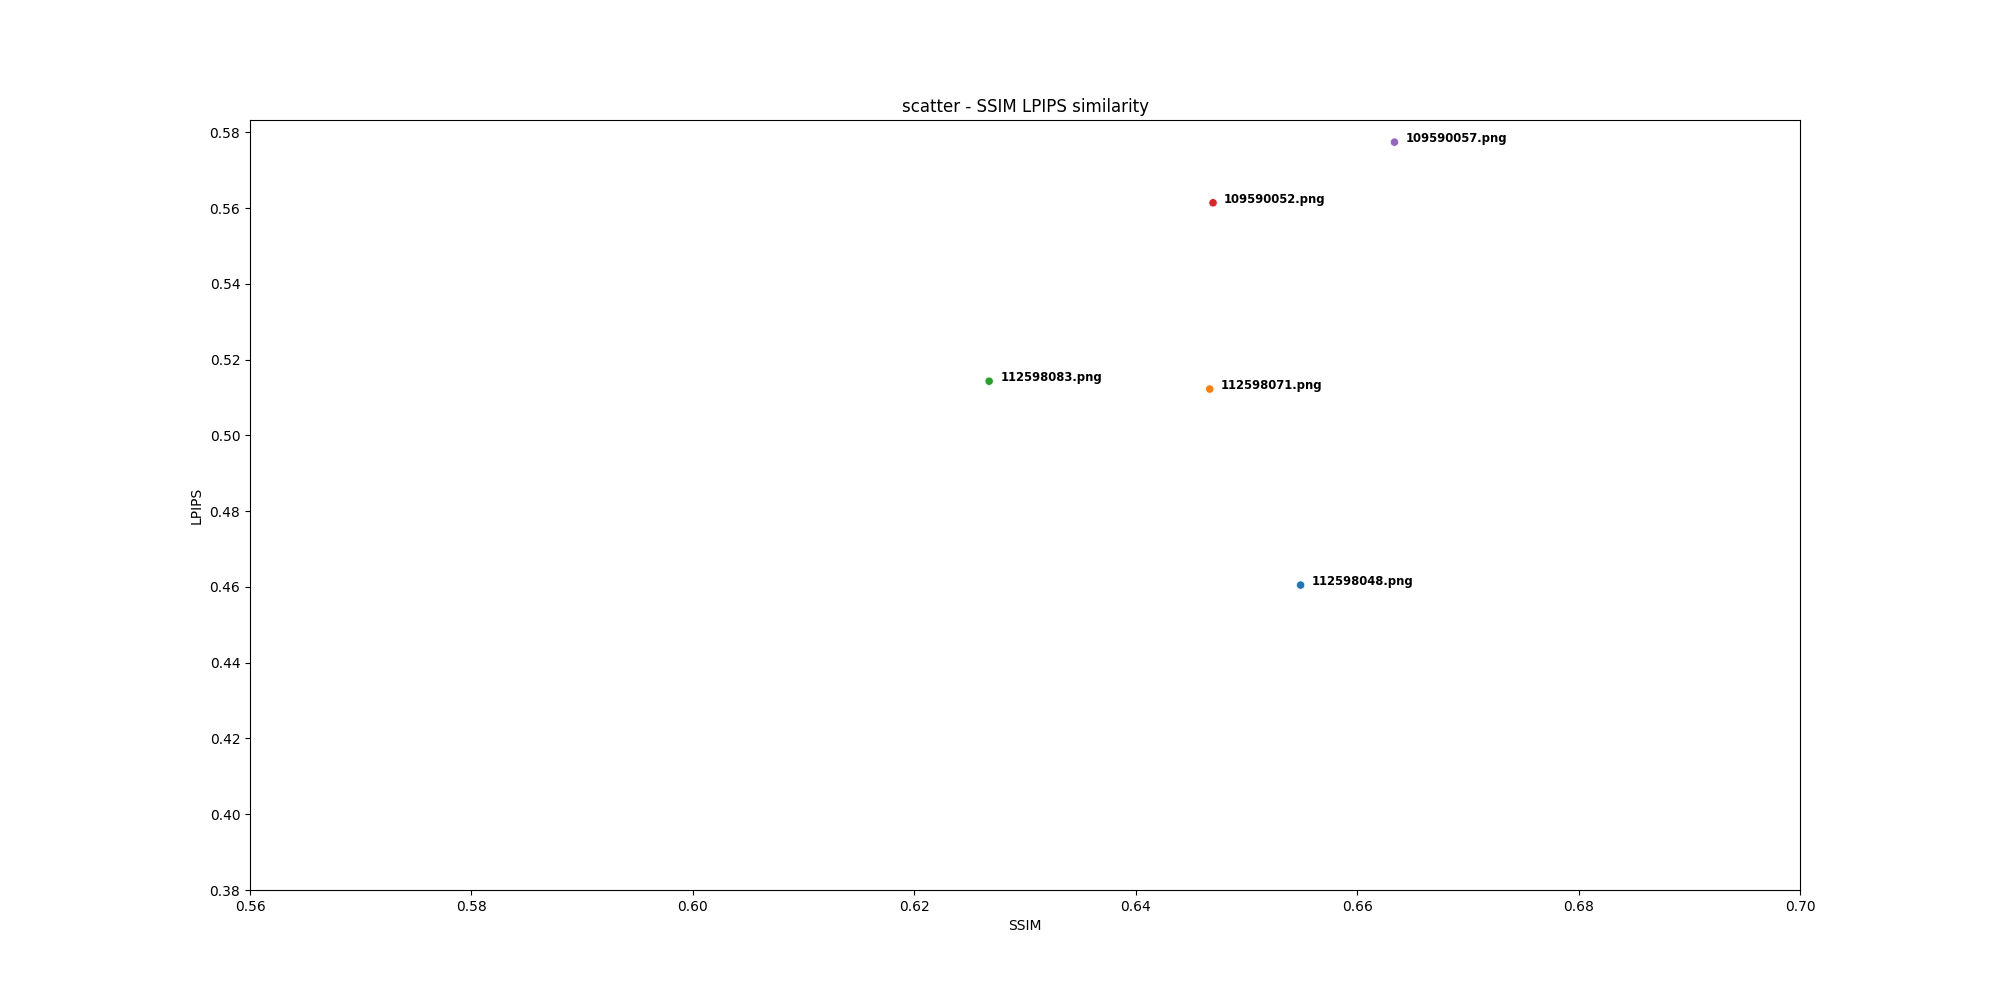 scatter - SSIM LPIPS similarity
0.58
109590057.png
0.56
109590052.png
0.54
0.52
112598083.png
112598071.png
0.50
0.48
LPIPS
0.46
112598048.png
0.44
0.42
0.40
0.38
0.56 0.58 0.60 0.62 0.64 0.66 0.68 0.70
SSIM